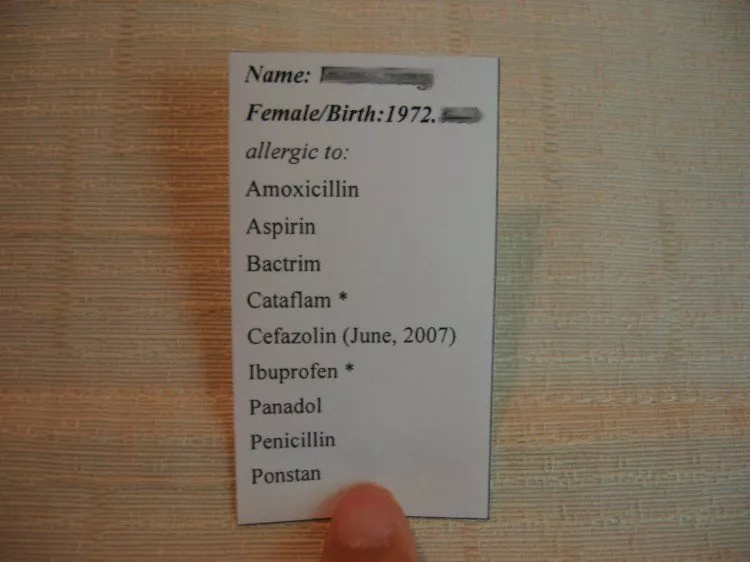 Name:
Female/Birth:1972.
allergic to:
Amoxicillin
Aspirin
Bactrim
Cataflam *
Cefazolin (June, 2007)
Ibuprofen *
Panadol
Penicillin
Ponstan